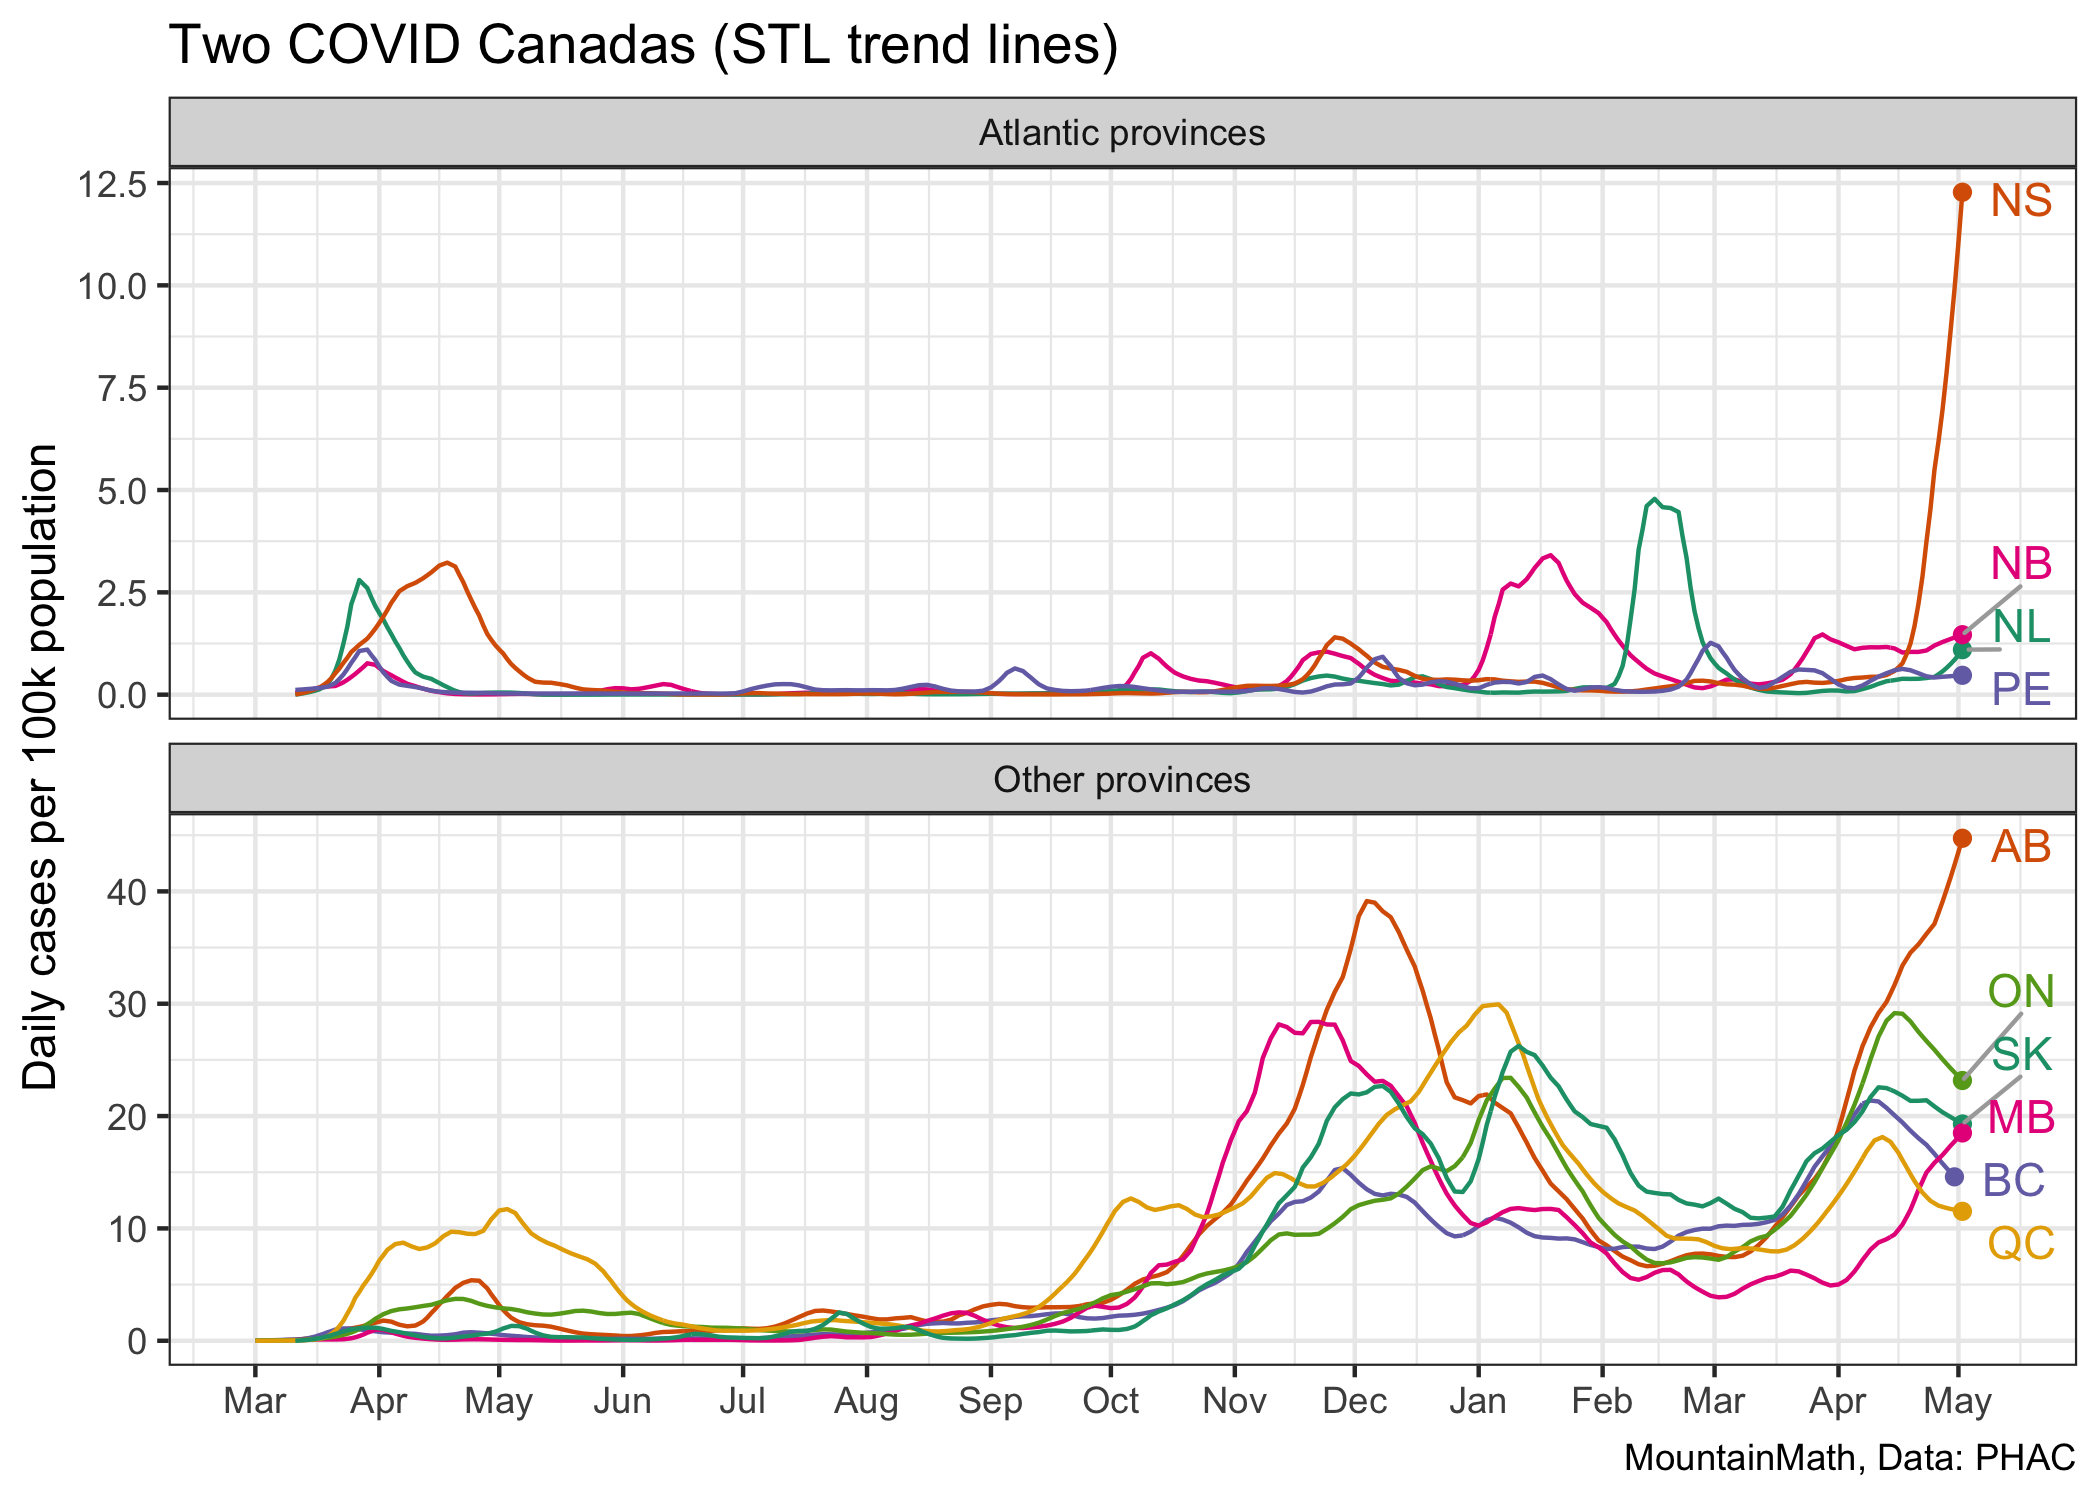 Two COVID Canadas (STL trend lines)
Daily cases per 100k population
Atlantic provinces
12.5
10.0
7.5
5.0
2.5
0.0
NS
NB
NL
PE
Other provinces
40
30
20
10
0
AB
ON
SK
MB
BC
QC
Mar Apr May Jun Jul Aug Sep Oct Nov Dec Jan Feb Mar Apr May
MountainMath, Data: PHAC